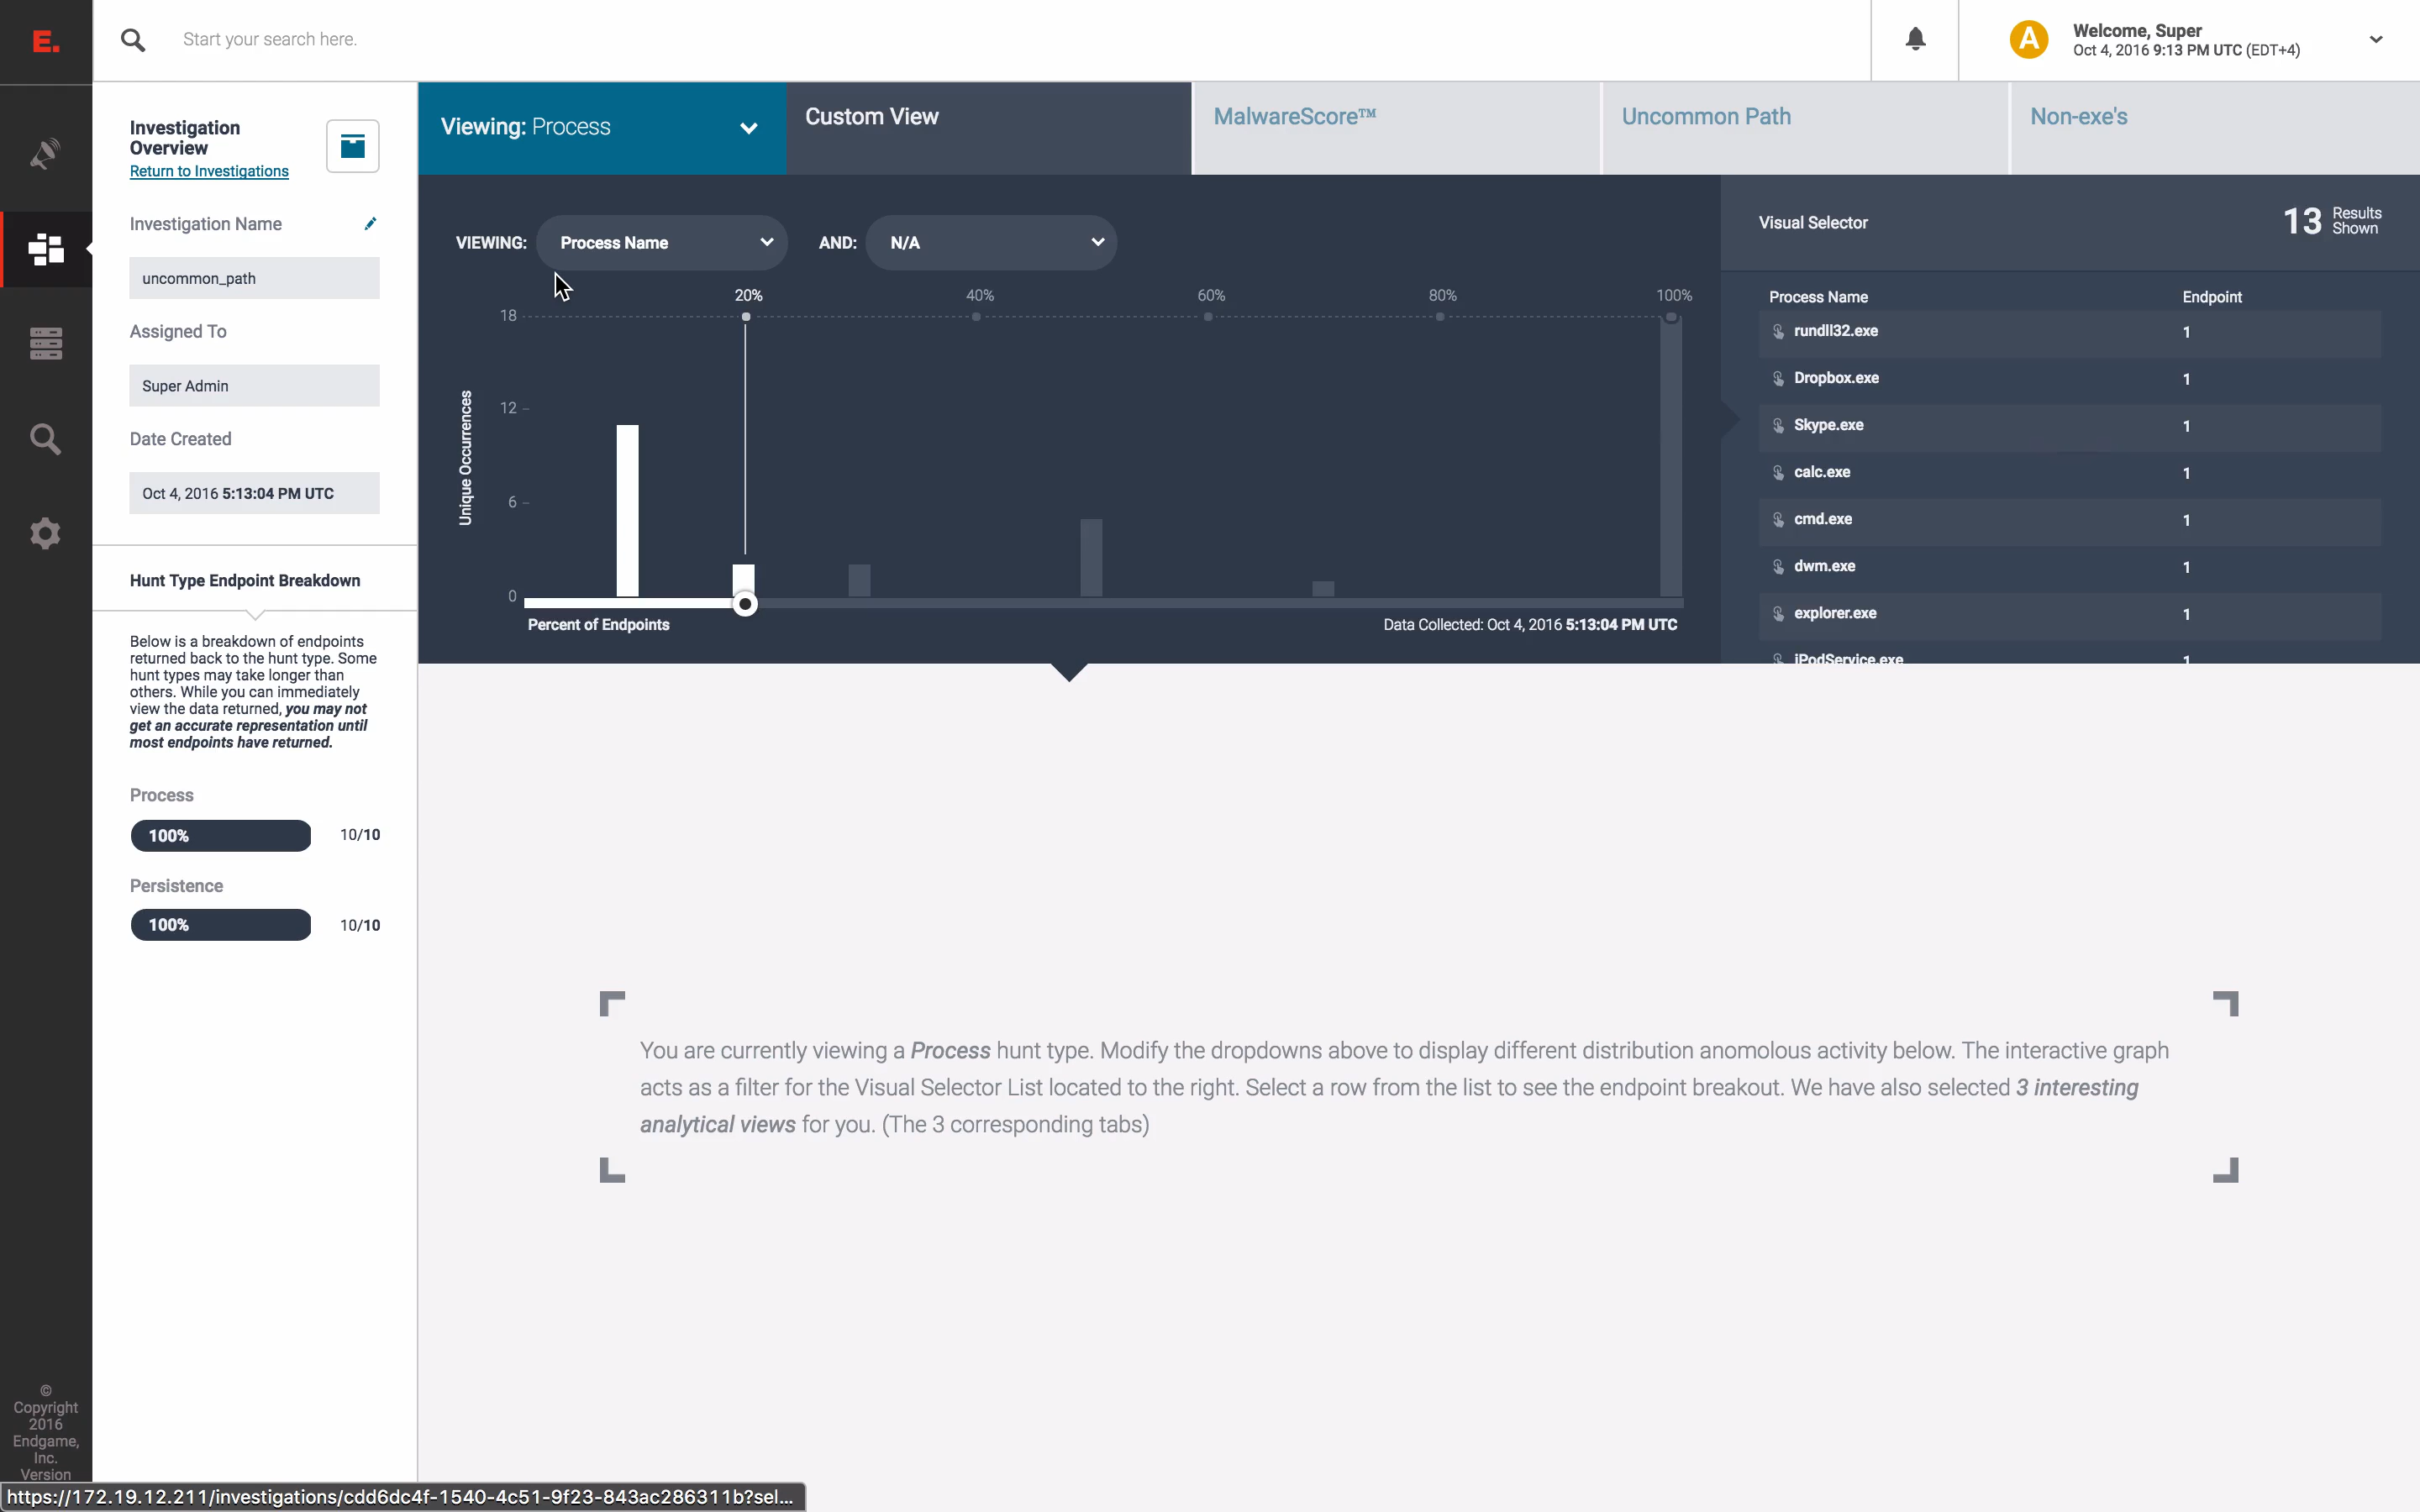 E.
Start your search here.
A
Welcome, Super
Oct 4, 2016 9:13 PM UTC (EDT+4)
Investigation
Overview
Return to Investigations
Investigation Name
uncommon_path
Assigned To
Super Admin
Date Created
Oct 4, 2016 5:13:04 PM UTC
Hunt Type Endpoint Breakdown
Below is a breakdown of endpoints
returned back to the hunt type. Some
hunt types may take longer than
others. While you can immediately
view the data returned, you may not
get an accurate representation until
most endpoints have returned.
Process
100% 10/10
Persistence
100% 10/10
Viewing: Process
Custom View
MalwareScore™
Uncommon Path
Non-exe's
VIEWING: Process Name AND: N/A
20% 40% 60% 80% 100%
18
12
6
0
Unique Occurrences
Percent of Endpoints
Data Collected: Oct 4, 2016 5:13:04 PM UTC
Visual Selector
13 Results
Shown
Process Name Endpoint
rundll32.exe 1
Dropbox.exe 1
Skype.exe 1
calc.exe 1
cmd.exe 1
dwm.exe 1
explorer.exe 1
iPodService.exe 1
You are currently viewing a Process hunt type. Modify the dropdowns above to display different distribution anomolous activity below. The interactive graph
acts as a filter for the Visual Selector List located to the right. Select a row from the list to see the endpoint breakout. We have also selected 3 interesting
analytical views for you. (The 3 corresponding tabs)
©
Copyright
2016
Endgame,
Inc.
Version
https://172.19.12.211/investigations/cdd6dc4f-1540-4c51-9f23-843ac286311b?sel...